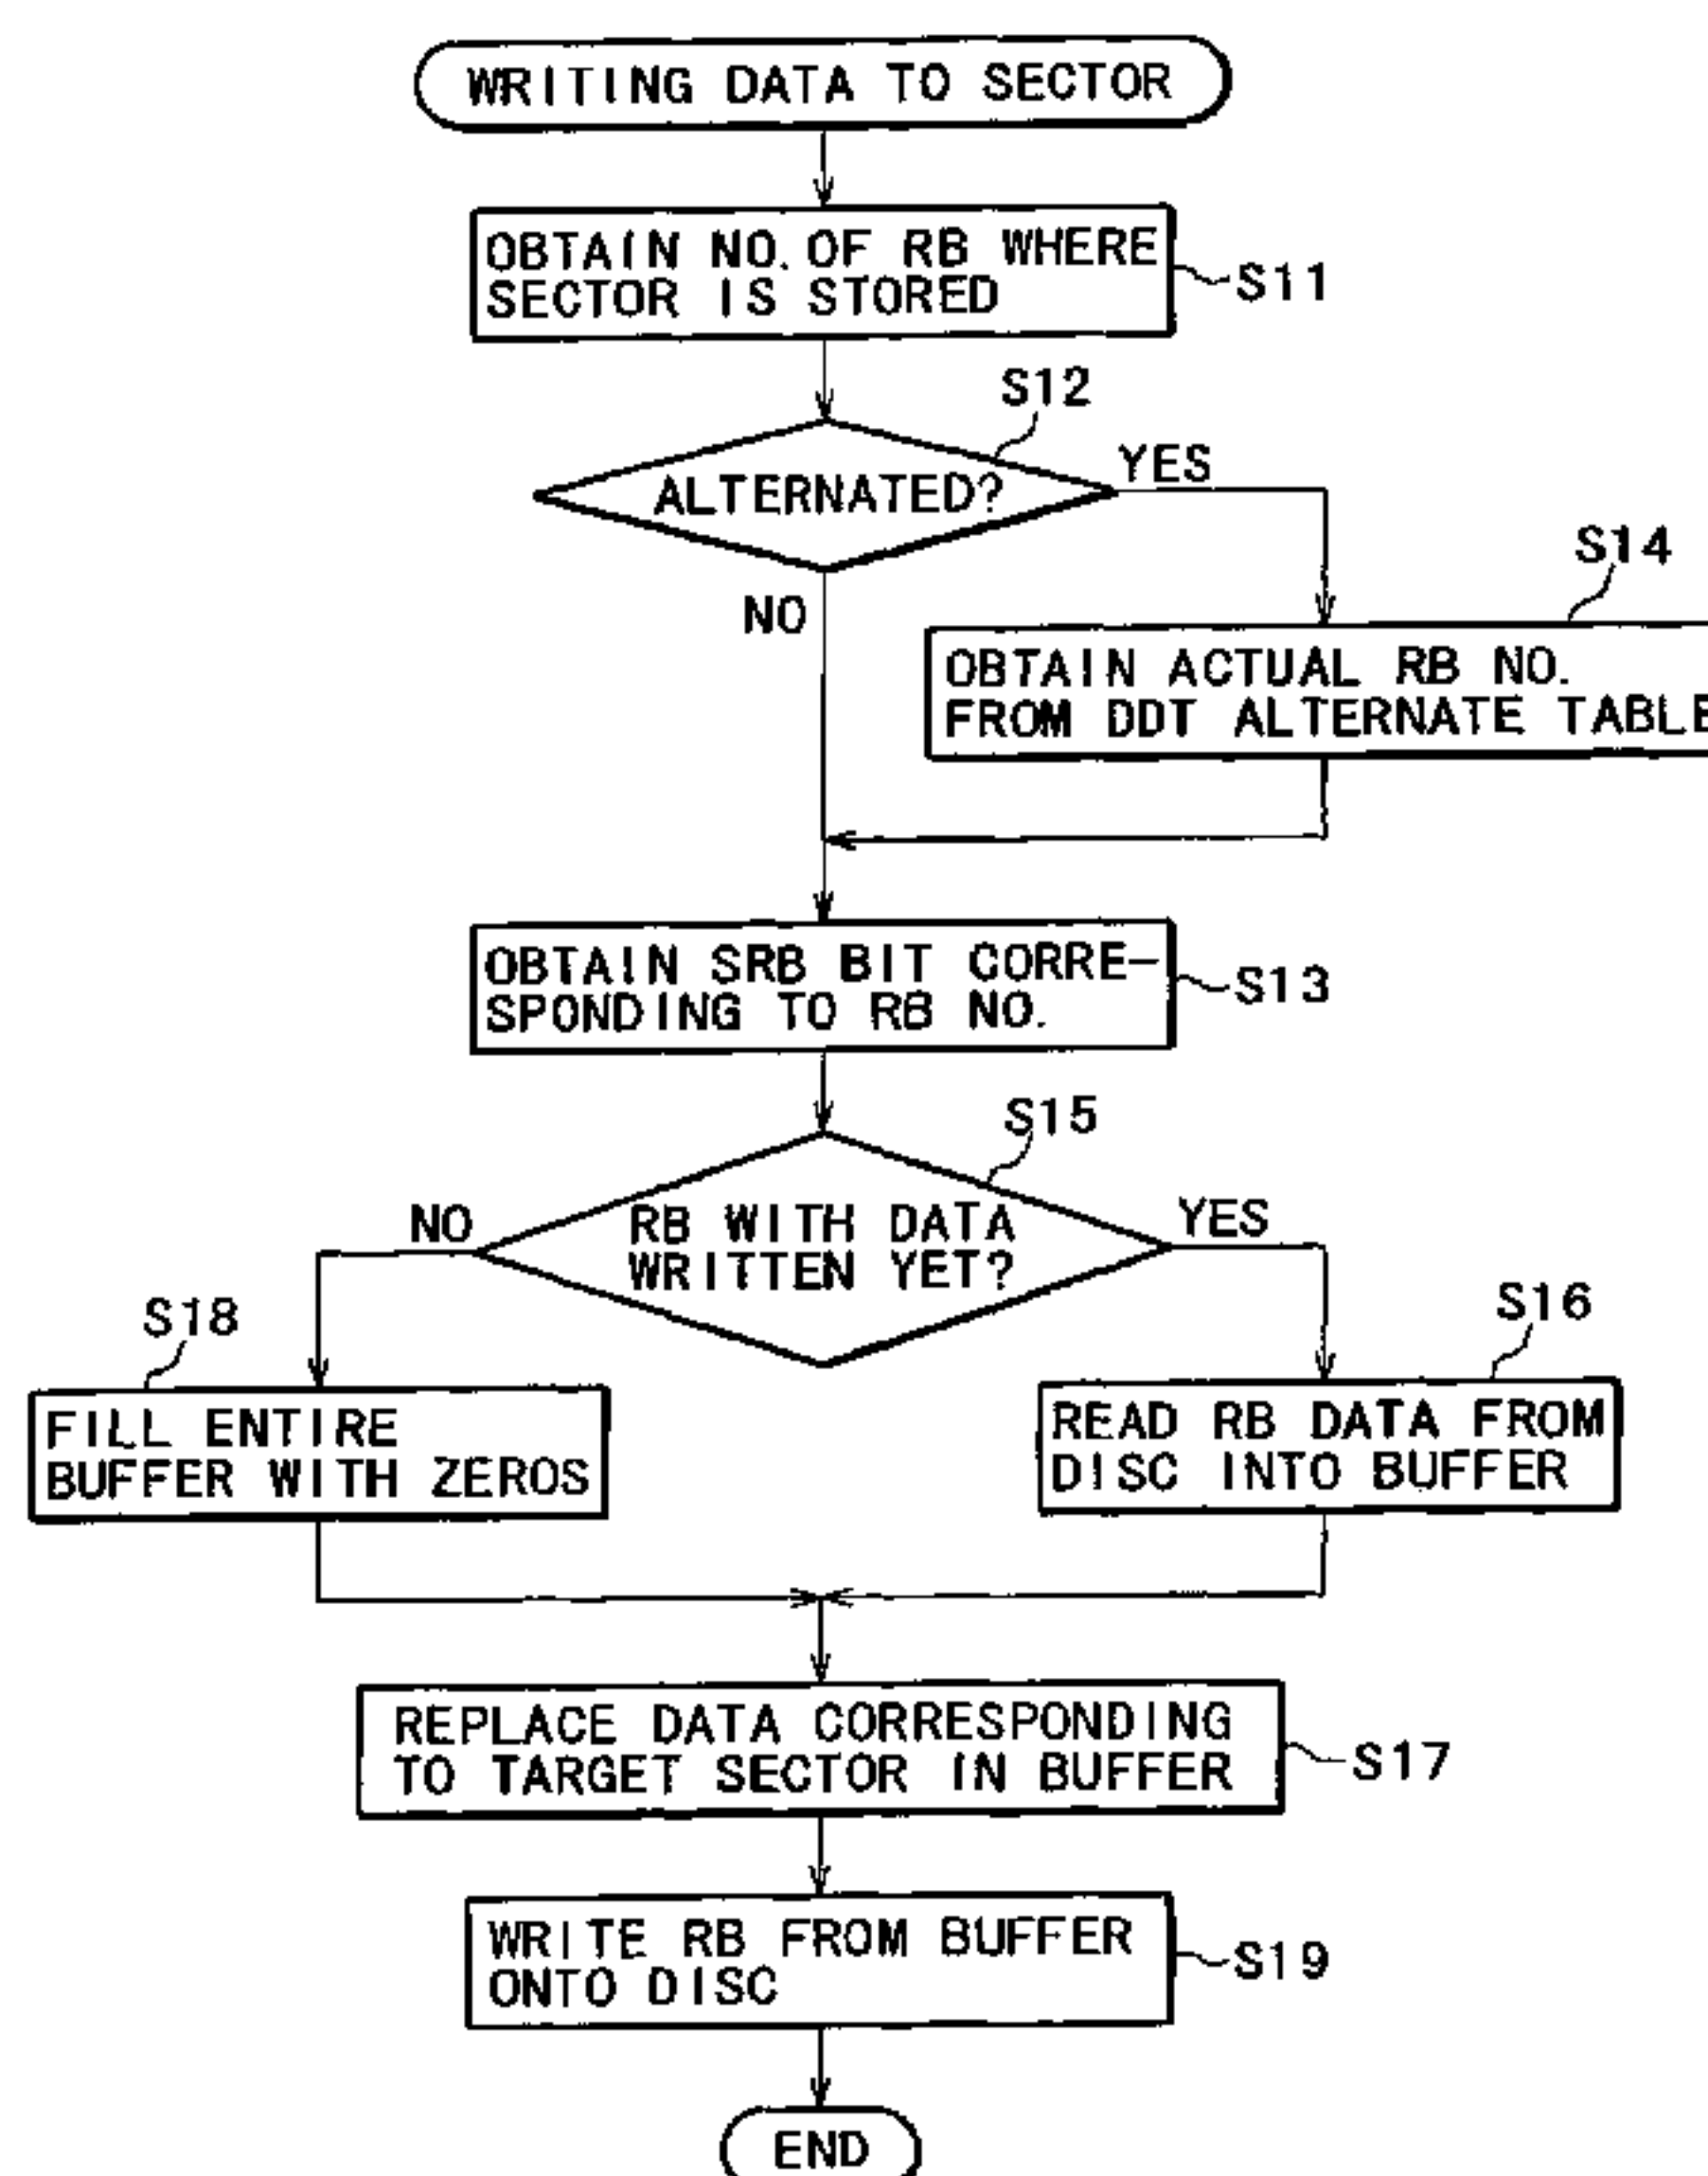 WRITING DATA TO SECTOR
OBTAIN NO. OF RB WHERE
SECTOR IS STORED
S11
S12
ALTERNATED?
YES
NO
S14
OBTAIN ACTUAL RB NO.
FROM DDT ALTERNATE TABLE
OBTAIN SRB BIT CORRE-
SPONDING TO RB NO.
S13
S15
RB WITH DATA
WRITTEN YET?
NO
YES
S18
FILL ENTIRE
BUFFER WITH ZEROS
S16
READ RB DATA FROM
DISC INTO BUFFER
REPLACE DATA CORRESPONDING
TO TARGET SECTOR IN BUFFER
S17
WRITE RB FROM BUFFER
ONTO DISC
S19
END